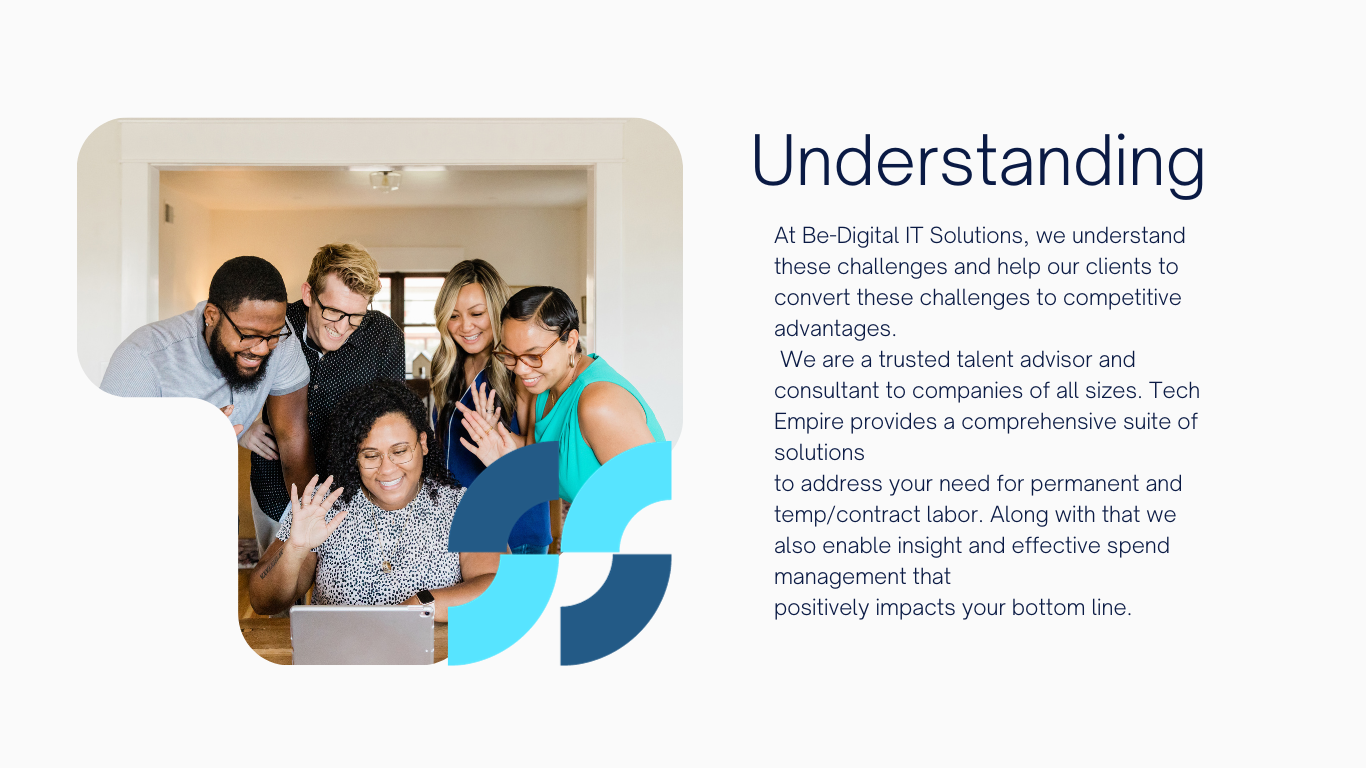 Understanding
At Be-Digital IT Solutions, we understand
these challenges and help our clients to
convert these challenges to competitive
advantages.
We are a trusted talent advisor and
consultant to companies of all sizes. Tech
Empire provides a comprehensive suite of
solutions
to address your need for permanent and
temp/contract labor. Along with that we
also enable insight and effective spend
management that
positively impacts your bottom line.